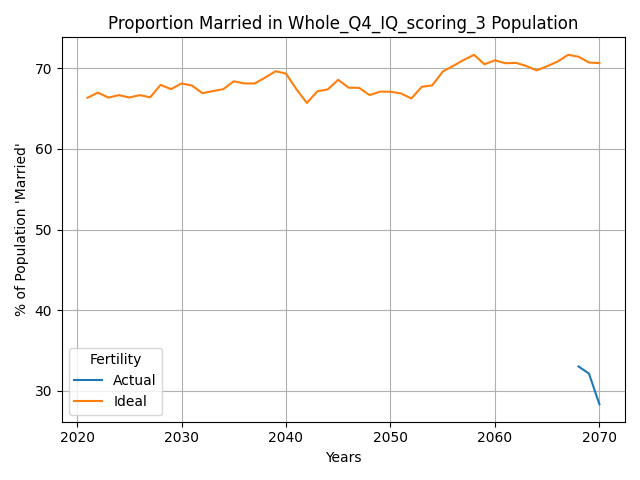 Proportion Married in Whole_Q4_IQ_scoring_3 Population
% of Population 'Married'
70
60
50
40
30
Fertility
Actual
Ideal
2020 2030 2040 2050 2060 2070
Years